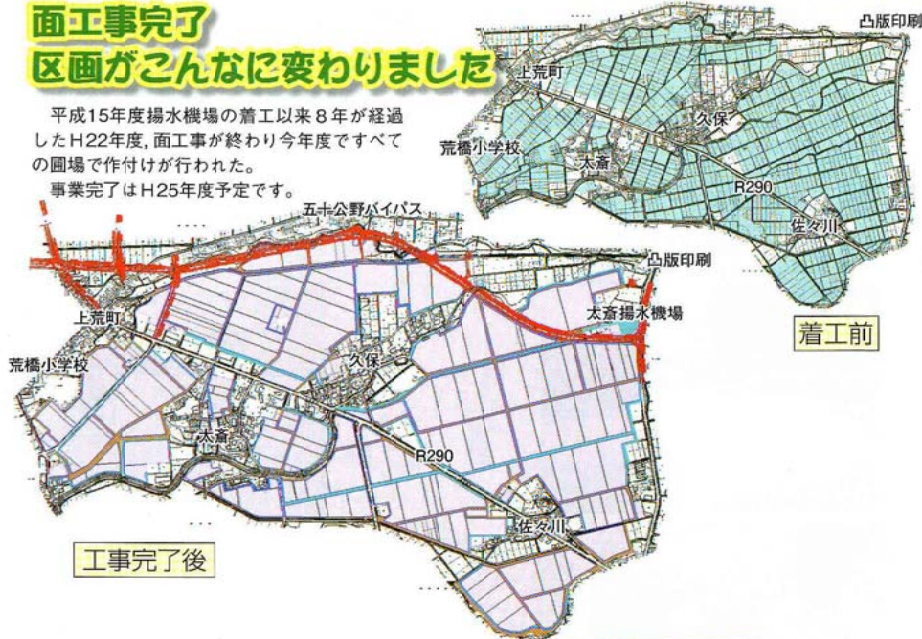 面工事完了
区画がこんなに変わりました
平成15年度揚水機場の着工以来8年が経過
したH22年度,面工事が終わり今年度ですべて
の圃場で作付けが行われた。
事業完了はH25年度予定です。
凸版印刷
上荒町
久保
荒橋小学校
太斎
R290
佐々川
着工前
五十公野バイパス
凸版印刷
上荒町
太斎揚水機場
荒橋小学校
久保
太斎
R290
佐々川
工事完了後